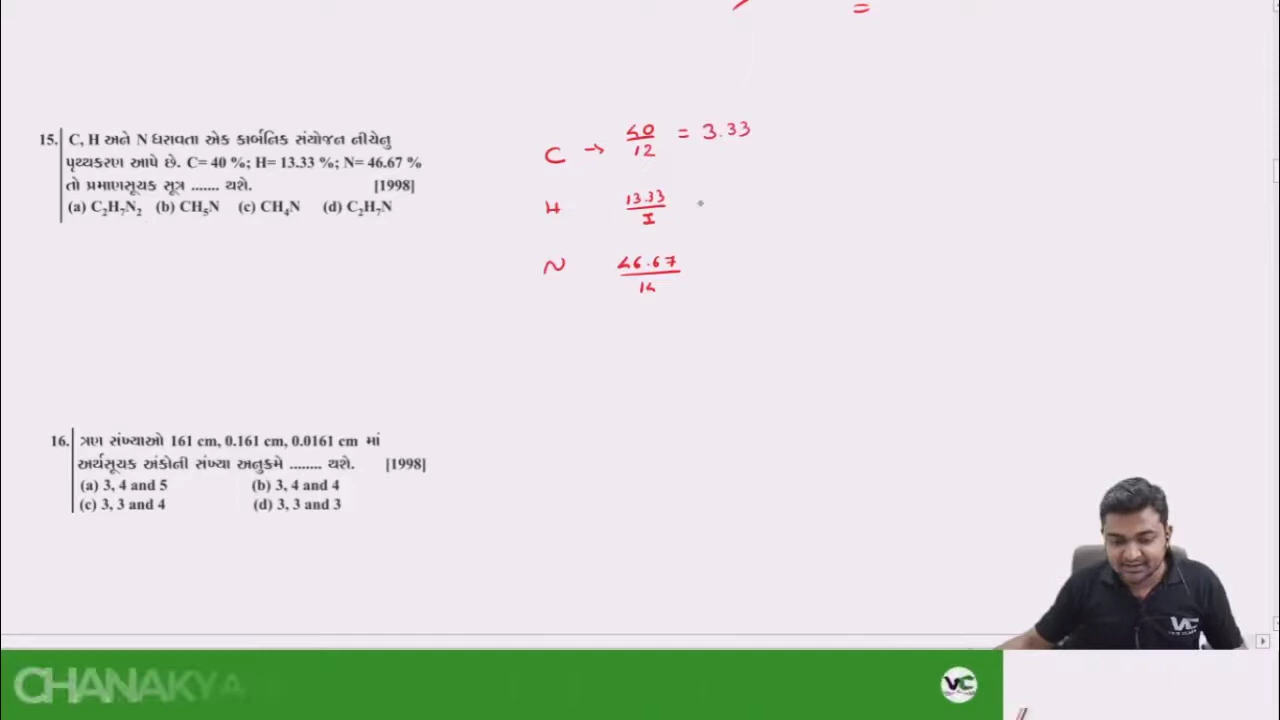 15. C, H અને N ધરાવતા એક કાર્બનિક સંયોજન નીચેનુ
પૃથ્થકરણ આપે છે. C= 40 %; H= 13.33 %; N= 46.67 %
તો પ્રમાણસૂચક સૂત્ર ....... થશે. [1998]
(a) C₂H₇N₂ (b) CH₅N (c) CH₄N (d) C₂H₇N
C → 40/12 = 3.33
H 13.33/1
N 46.67/14
16. ત્રણ સંખ્યાઓ 161 cm, 0.161 cm, 0.0161 cm માં
અર્થસૂચક અંકોની સંખ્યા અનુક્રમે ........ થશે. [1998]
(a) 3, 4 and 5 (b) 3, 4 and 4
(c) 3, 3 and 4 (d) 3, 3 and 3
CHANAKYA
VC